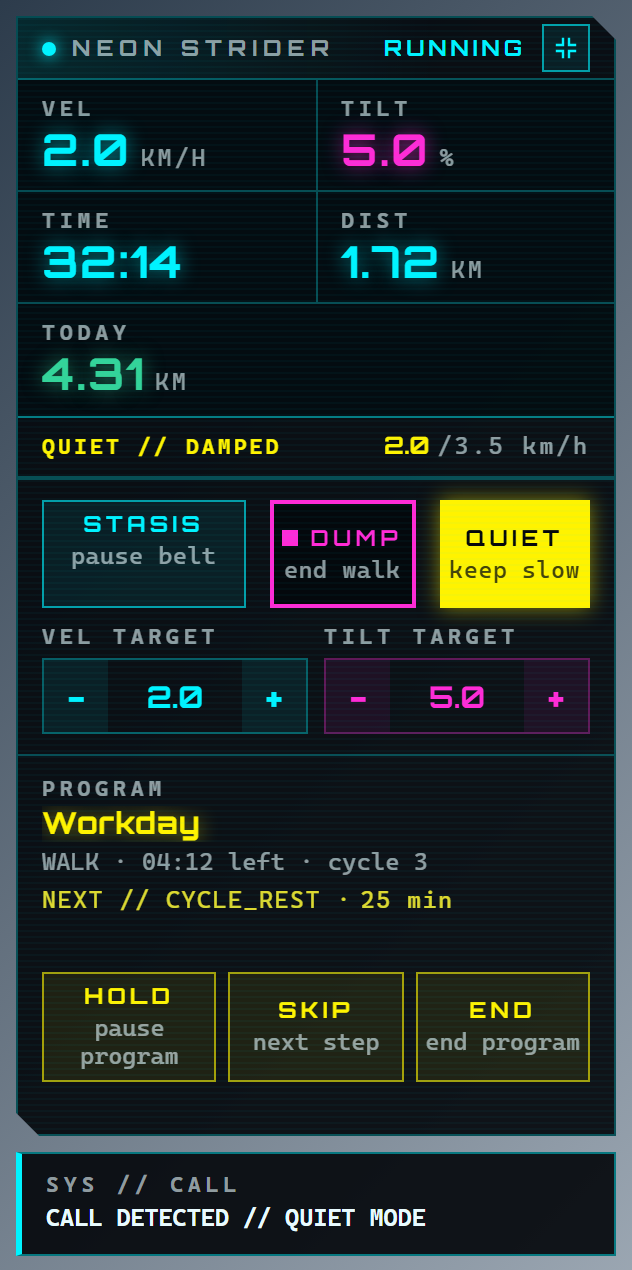 NEON STRIDER RUNNING
VEL TILT
2.0 KM/H 5.0 %
TIME DIST
32:14 1.72 KM
TODAY
4.31 KM
QUIET // DAMPED 2.0 /3.5 km/h
STASIS DUMP QUIET
pause belt end walk keep slow
VEL TARGET TILT TARGET
- 2.0 + - 5.0 +
PROGRAM
Workday
WALK · 04:12 left · cycle 3
NEXT // CYCLE_REST · 25 min
HOLD SKIP END
pause next step end program
program
SYS // CALL
CALL DETECTED // QUIET MODE